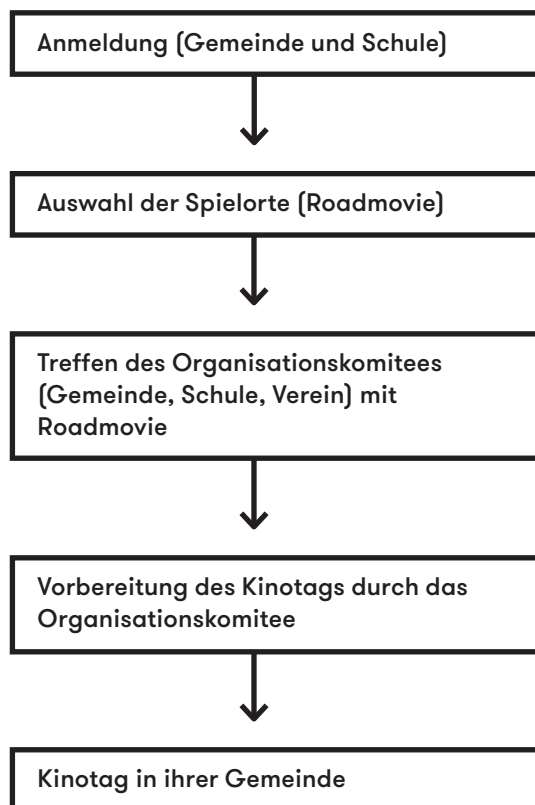 Anmeldung (Gemeinde und Schule)
Auswahl der Spielorte (Roadmovie)
Treffen des Organisationskomitees
(Gemeinde, Schule, Verein) mit
Roadmovie
Vorbereitung des Kinotags durch das
Organisationskomitee
Kinotag in ihrer Gemeinde